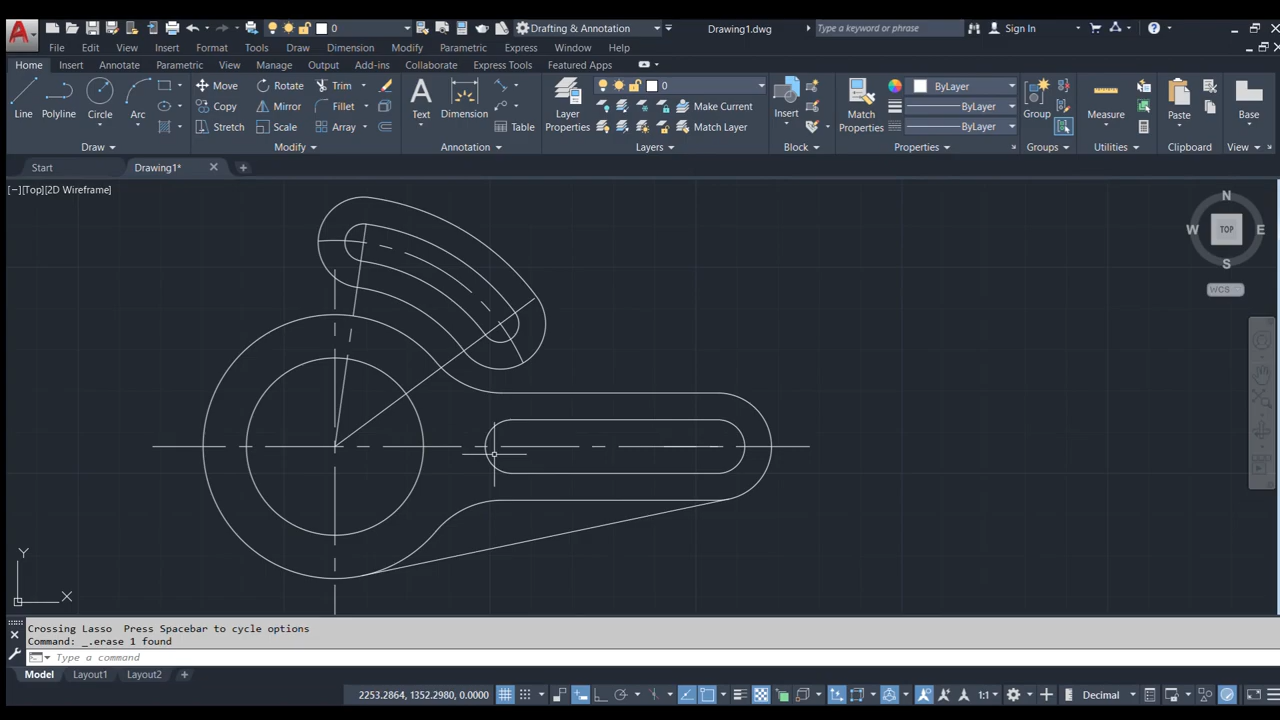 A 0 Drafting & Annotation Drawing1.dwg Type a keyword or phrase Sign In ?
File Edit View Insert Format Tools Draw Dimension Modify Parametric Express Window Help
Home Insert Annotate Parametric View Manage Output Add-ins Collaborate Express Tools Featured Apps
Move Rotate Trim 0 ByLayer
Copy Mirror Fillet Make Current ByLayer
Line Polyline Circle Arc A Text Dimension Layer Properties Insert Match Properties Group Measure Paste Base
Stretch Scale Array Table Match Layer ByLayer
Draw Modify Annotation Layers Block Properties Groups Utilities Clipboard View
Start Drawing1* +
[−][Top][2D Wireframe]
N
W TOP E
S
WCS
Y
X
Crossing Lasso  Press Spacebar to cycle options
Command: _.erase 1 found
Type a command
Model Layout1 Layout2 +
2253.2864, 1352.2980, 0.0000 1:1 Decimal